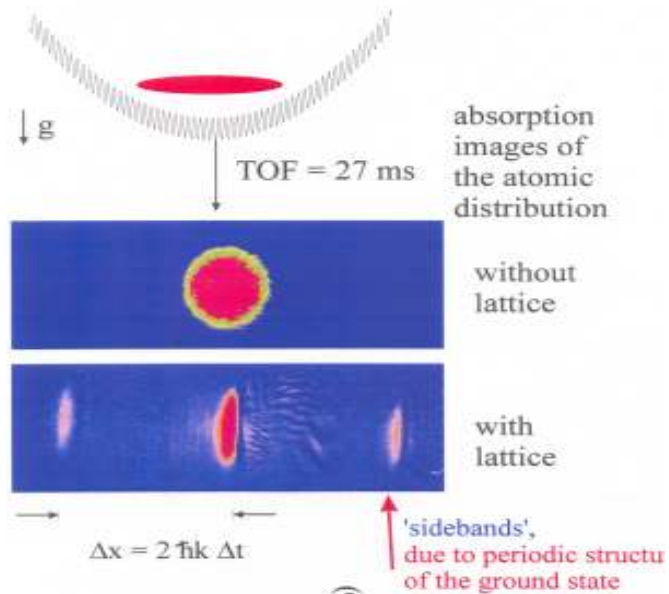 g
TOF = 27 ms
absorption
images of
the atomic
distribution
without
lattice
with
lattice
Δx = 2 ħk Δt
'sidebands',
due to periodic structu
of the ground state